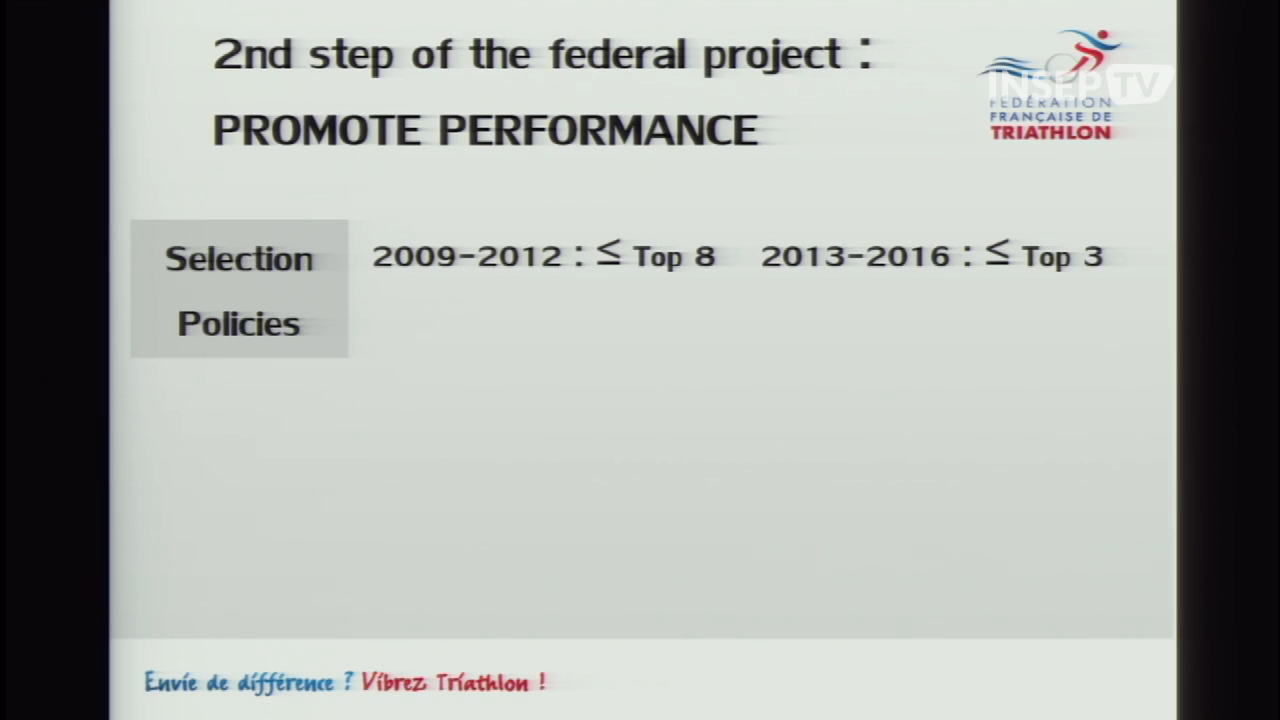 2nd step of the federal project :
PROMOTE PERFORMANCE
INSEP TV
FÉDÉRATION
FRANÇAISE DE
TRIATHLON
Selection
Policies
2009-2012 : ≤ Top 8
2013-2016 : ≤ Top 3
Envie de différence ? Vibrez Triathlon !